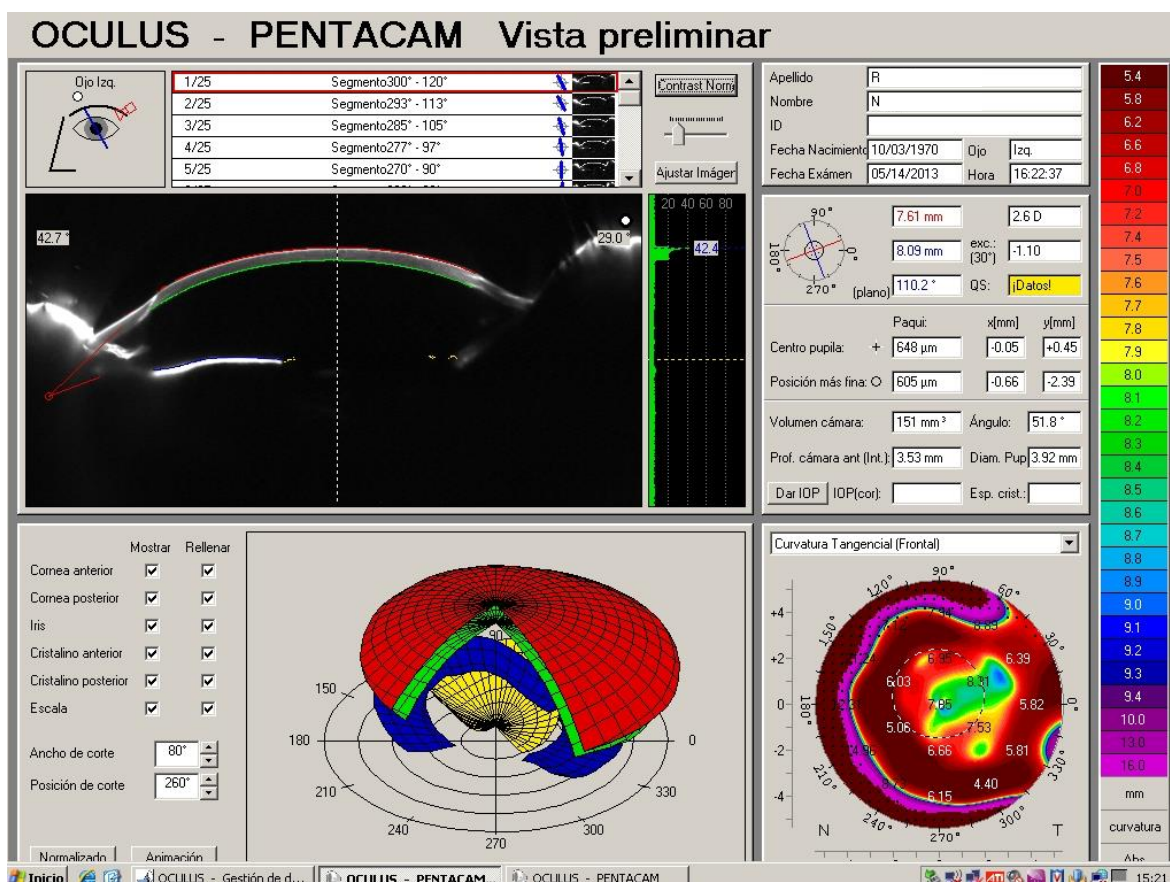 OCULUS - PENTACAM Vista preliminar
Ojo Izq.
1/25 Segmento300° - 120°
2/25 Segmento293° - 113°
3/25 Segmento285° - 105°
4/25 Segmento277° - 97°
5/25 Segmento270° - 90°
Contrast Norm
Ajustar Imáger
42.7 °
29.0 °
20 40 60 80
42.4
Apellido R
Nombre N
ID
Fecha Nacimiento 10/03/1970 Ojo Izq.
Fecha Exámen 05/14/2013 Hora 16:22:37
90°
180° 0°
270°
7.61 mm 2.6 D
8.09 mm exc.: (30°) -1.10
(plano) 110.2 ° QS: ¡Datos!
Paqui: x[mm] y[mm]
Centro pupila: + 648 µm -0.05 +0.45
Posición más fina: O 605 µm -0.66 -2.39
Volumen cámara: 151 mm³ Ángulo: 51.8 °
Prof. cámara ant (Int.): 3.53 mm Diam. Pup 3.92 mm
Dar IOP IOP(cor): Esp. crist.:
Mostrar Rellenar
Cornea anterior
Cornea posterior
Iris
Cristalino anterior
Cristalino posterior
Escala
Ancho de corte 80°
Posición de corte 260°
Normalizado Animación
90
150
180 0
210 330
240 300
270
Curvatura Tangencial (Frontal)
90°
120° 60°
150° 30°
180° 0°
210° 330°
240° 300°
270°
+4
+2
0
-2
-4
7.94
6.95 6.39
6.03 8.31
7.95 5.82
5.06 7.53
6.66 5.81
4.40
6.15
N T
5.4
5.8
6.2
6.6
6.8
7.0
7.2
7.4
7.5
7.6
7.7
7.8
7.9
8.0
8.1
8.2
8.3
8.4
8.5
8.6
8.7
8.8
8.9
9.0
9.1
9.2
9.3
9.4
10.0
13.0
16.0
mm
curvatura
Abs
Inicio OCULUS - Gestión de d... OCULUS - PENTACAM... OCULUS - PENTACAM 15:21